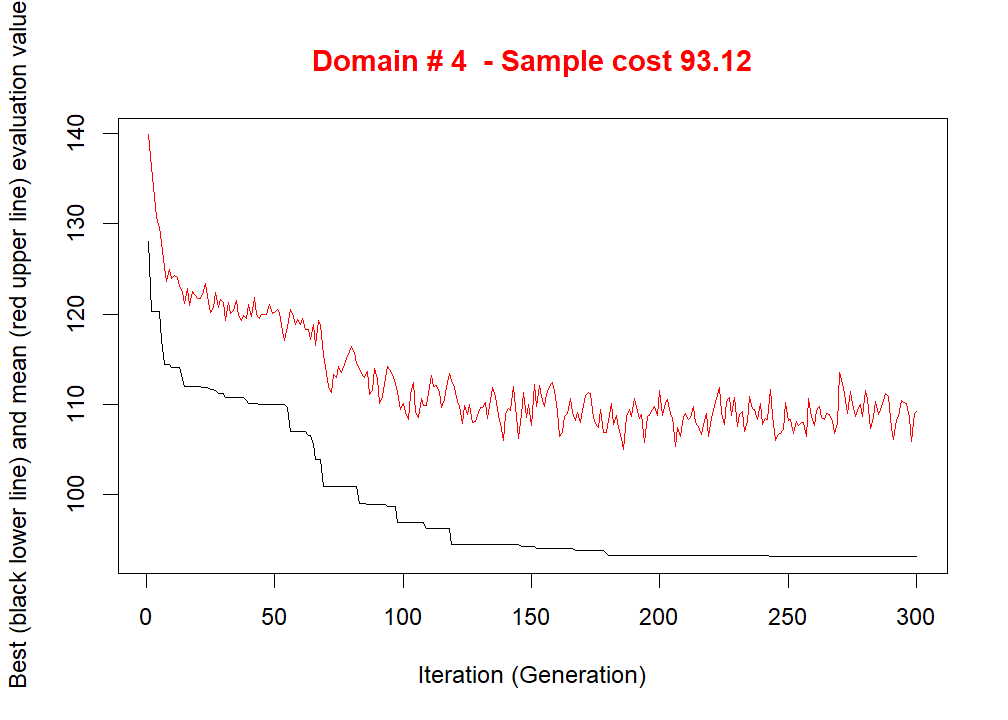 Domain # 4  - Sample cost 93.12
Best (black lower line) and mean (red upper line) evaluation value
140
130
120
110
100
0 50 100 150 200 250 300
Iteration (Generation)